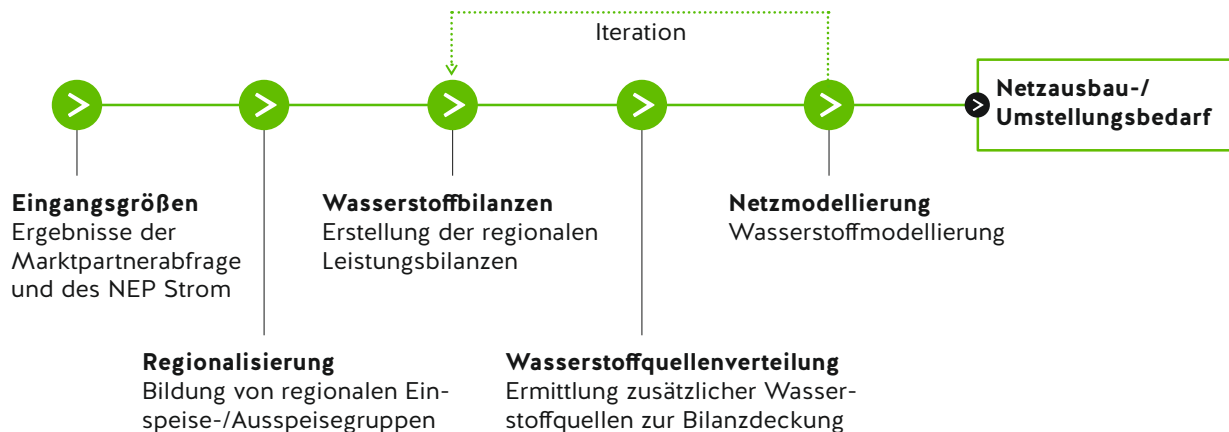 Iteration
Netzausbau-/
Umstellungsbedarf
Eingangsgrößen
Ergebnisse der
Marktpartnerabfrage
und des NEP Strom
Regionalisierung
Bildung von regionalen Ein-
speise-/Ausspeisegruppen
Wasserstoffbilanzen
Erstellung der regionalen
Leistungsbilanzen
Wasserstoffquellenverteilung
Ermittlung zusätzlicher Wasser-
stoffquellen zur Bilanzdeckung
Netzmodellierung
Wasserstoffmodellierung